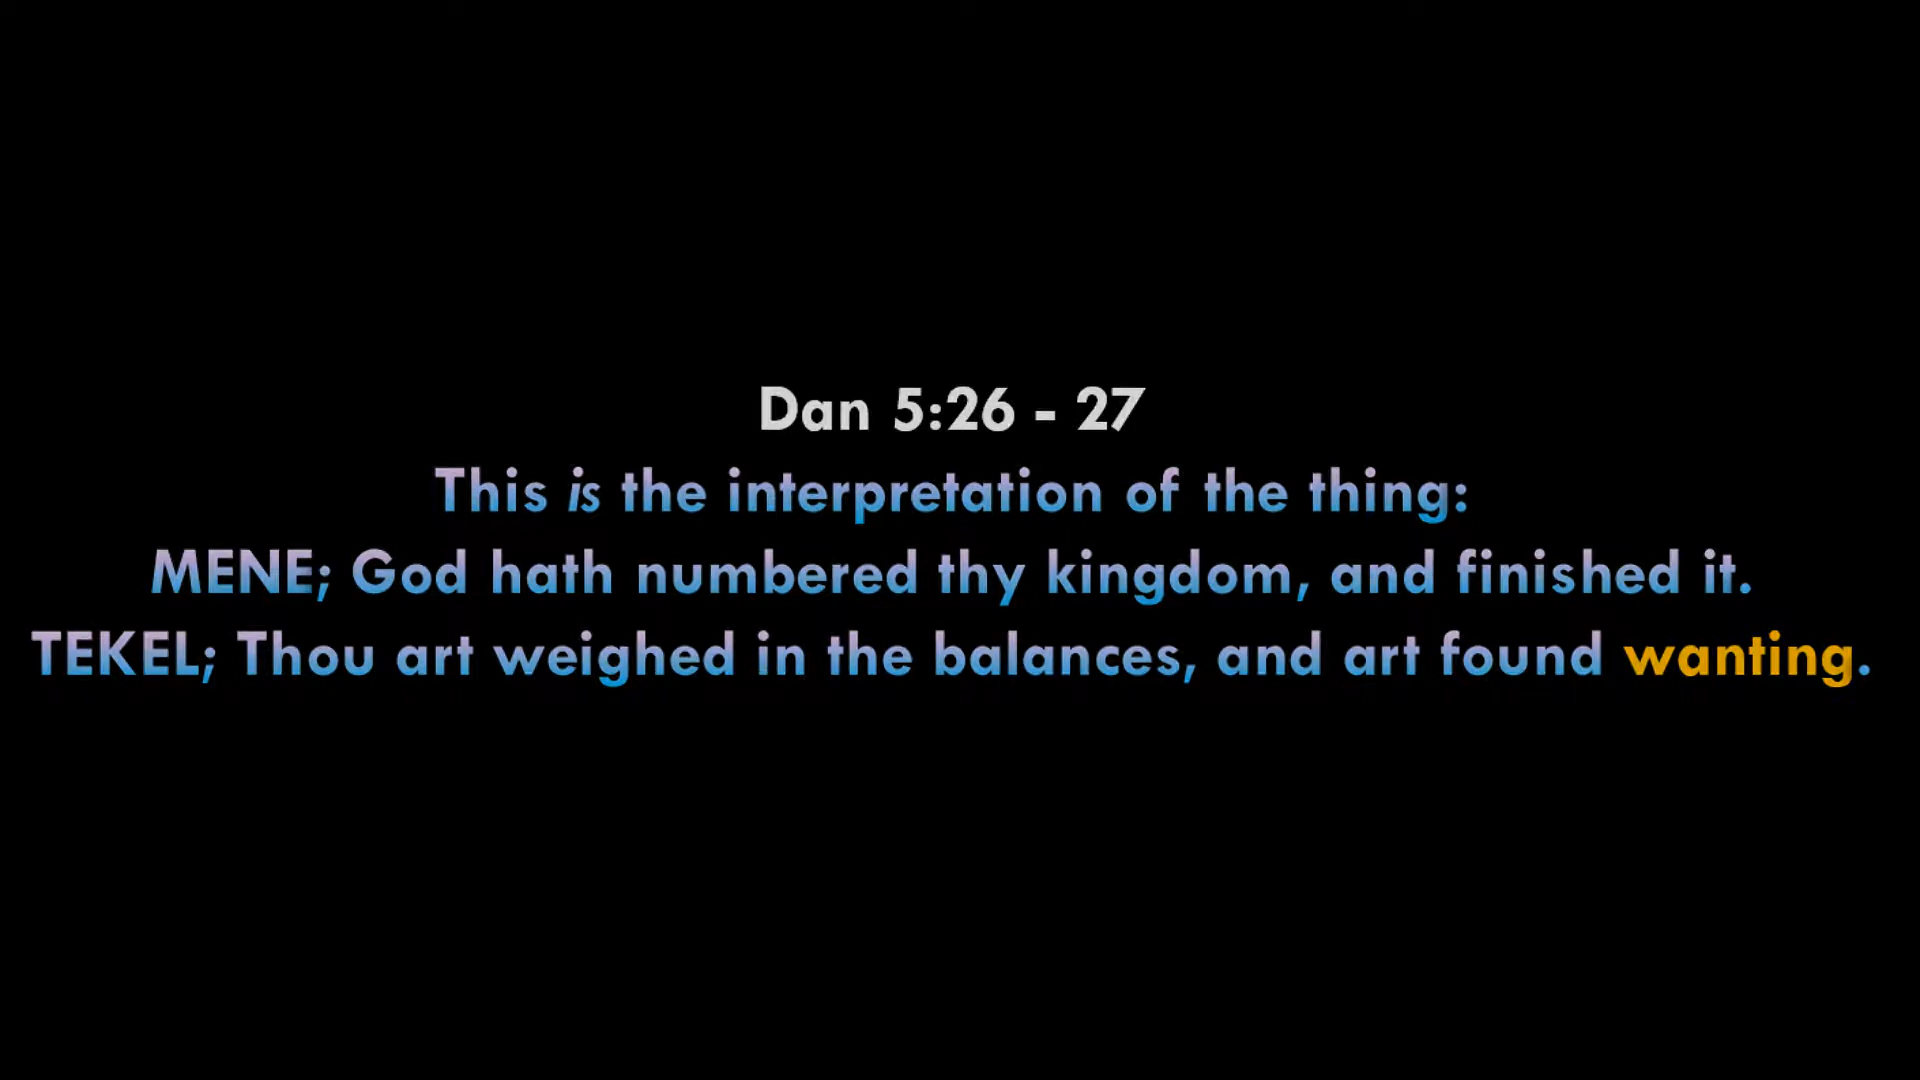 Dan 5:26 - 27
This is the interpretation of the thing:
MENE; God hath numbered thy kingdom, and finished it.
TEKEL; Thou art weighed in the balances, and art found wanting.